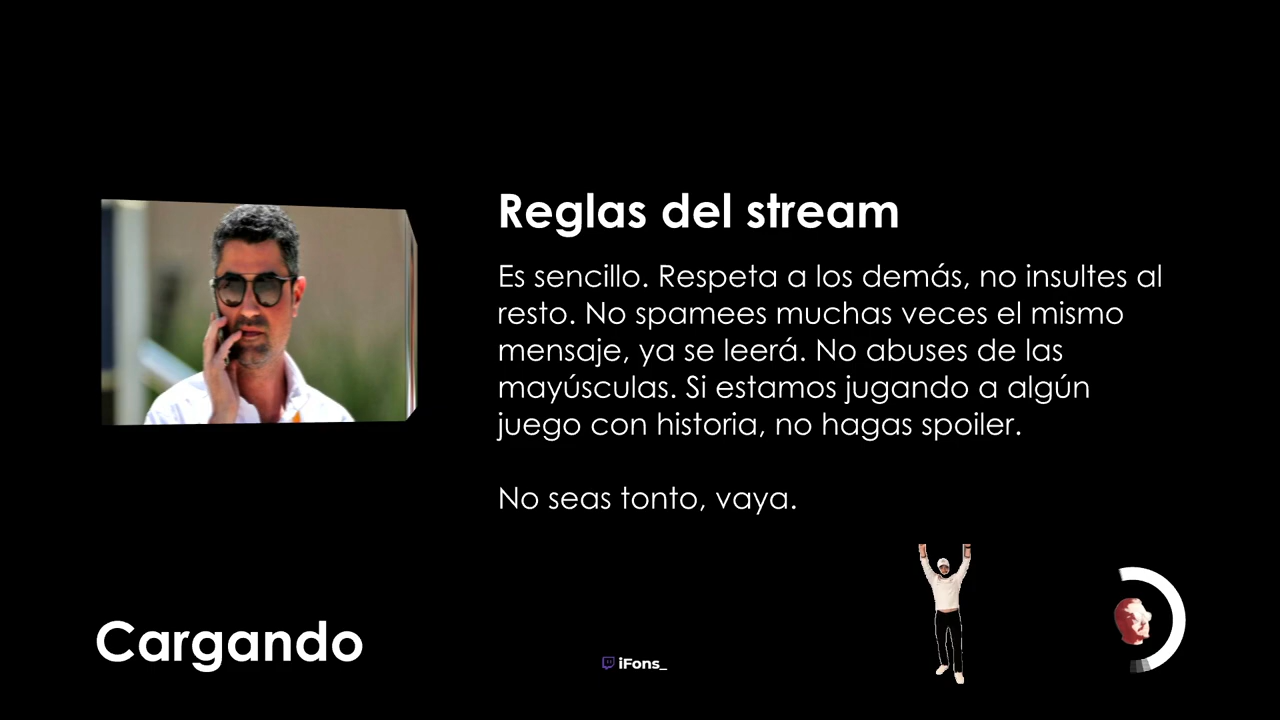 Reglas del stream
Es sencillo. Respeta a los demás, no insultes al
resto. No spamees muchas veces el mismo
mensaje, ya se leerá. No abuses de las
mayúsculas. Si estamos jugando a algún
juego con historia, no hagas spoiler.
No seas tonto, vaya.
Cargando
iFons_